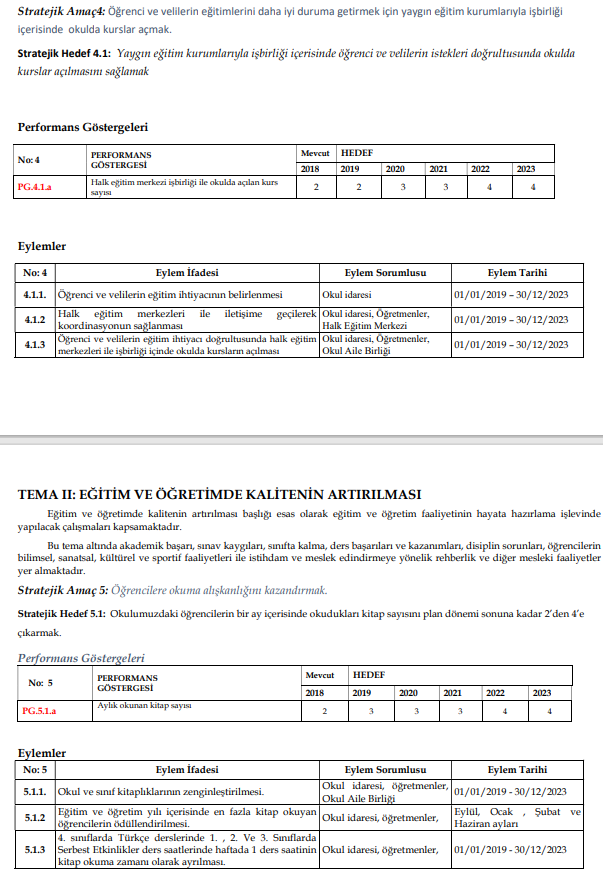 Stratejik Amaç4: Öğrenci ve velilerin eğitimlerini daha iyi duruma getirmek için yaygın eğitim kurumlarıyla işbirliği
içerisinde okulda kurslar açmak.
Stratejik Hedef 4.1: Yaygın eğitim kurumlarıyla işbirliği içerisinde öğrenci ve velilerin istekleri doğrultusunda okulda
kurslar açılmasını sağlamak
Performans Göstergeleri
No: 4 PERFORMANS GÖSTERGESİ Mevcut HEDEF
2018 2019 2020 2021 2022 2023
PG.4.1.a Halk eğitim merkezi işbirliği ile okulda açılan kurs
sayısı
2 2 3 3 4 4
Eylemler
No: 4 Eylem İfadesi Eylem Sorumlusu Eylem Tarihi
4.1.1. Öğrenci ve velilerin eğitim ihtiyacının belirlenmesi Okul idaresi 01/01/2019 – 30/12/2023
4.1.2 Halk eğitim merkezleri ile iletişime geçilerek
koordinasyonun sağlanması
Okul idaresi, Öğretmenler,
Halk Eğitim Merkezi
01/01/2019 – 30/12/2023
4.1.3 Öğrenci ve velilerin eğitim ihtiyacı doğrultusunda halk eğitim
merkezleri ile işbirliği içinde okulda kursların açılması
Okul idaresi, Öğretmenler,
Okul Aile Birliği
01/01/2019 – 30/12/2023
TEMA II: EĞİTİM VE ÖĞRETİMDE KALİTENİN ARTIRILMASI
Eğitim ve öğretimde kalitenin artırılması başlığı esas olarak eğitim ve öğretim faaliyetinin hayata hazırlama işlevinde
yapılacak çalışmaları kapsamaktadır.
Bu tema altında akademik başarı, sınav kaygıları, sınıfta kalma, ders başarıları ve kazanımları, disiplin sorunları, öğrencilerin
bilimsel, sanatsal, kültürel ve sportif faaliyetleri ile istihdam ve meslek edindirmeye yönelik rehberlik ve diğer mesleki faaliyetler
yer almaktadır.
Stratejik Amaç 5: Öğrencilere okuma alışkanlığını kazandırmak.
Stratejik Hedef 5.1: Okulumuzdaki öğrencilerin bir ay içerisinde okudukları kitap sayısını plan dönemi sonuna kadar 2’den 4’e
çıkarmak.
Performans Göstergeleri
No: 5 PERFORMANS GÖSTERGESİ Mevcut HEDEF
2018 2019 2020 2021 2022 2023
PG.5.1.a Aylık okunan kitap sayısı 2 3 3 3 4 4
Eylemler
No: 5 Eylem İfadesi Eylem Sorumlusu Eylem Tarihi
5.1.1. Okul ve sınıf kitaplıklarının zenginleştirilmesi. Okul idaresi, öğretmenler,
Okul Aile Birliği
01/01/2019 - 30/12/2023
5.1.2 Eğitim ve öğretim yılı içerisinde en fazla kitap okuyan
öğrencilerin ödüllendirilmesi.
Okul idaresi, öğretmenler,
Eylül, Ocak , Şubat ve
Haziran ayları
5.1.3 4. sınıflarda Türkçe derslerinde 1. , 2. Ve 3. Sınıflarda
Serbest Etkinlikler ders saatlerinde haftada 1 ders saatinin
kitap okuma zamanı olarak ayrılması.
Okul idaresi, öğretmenler,
01/01/2019 - 30/12/2023